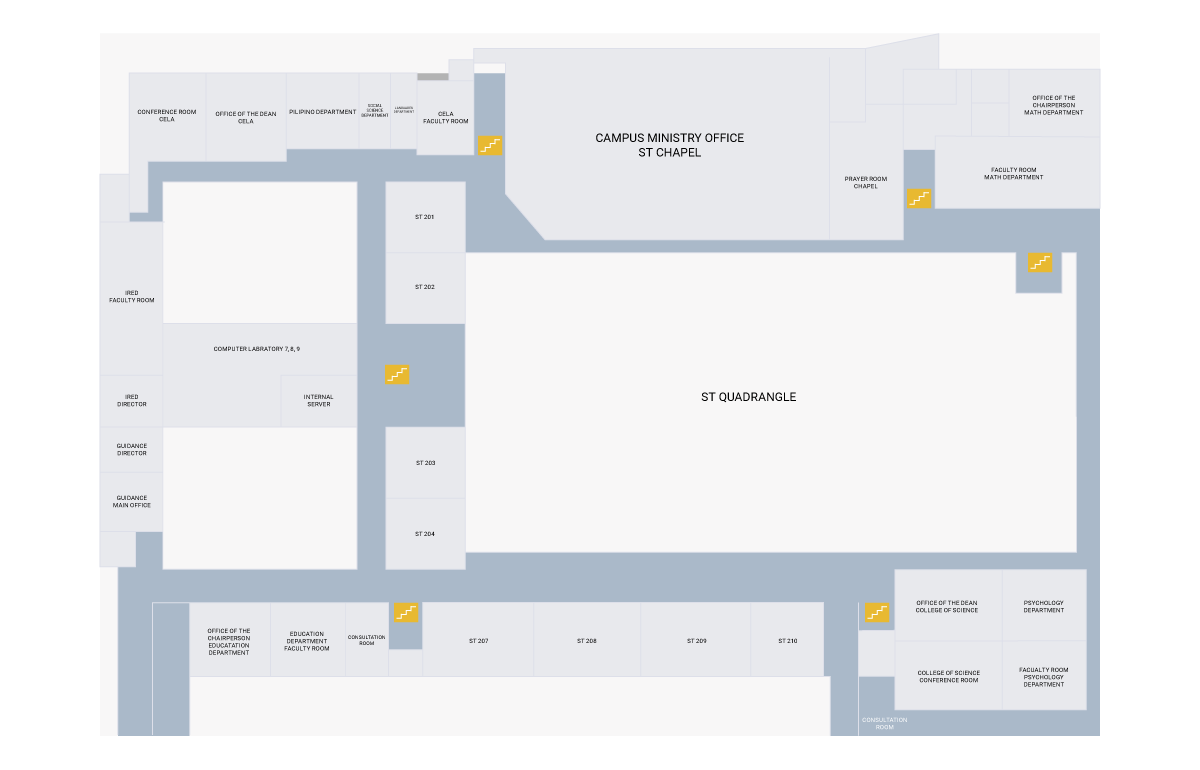 CONFERENCE ROOM
CELA
OFFICE OF THE DEAN
CELA
PILIPINO DEPARTMENT
SOCIAL
SCIENCE
DEPARTMENT
LANGUAGES
DEPARTMENT
CELA
FACULTY ROOM
CAMPUS MINISTRY OFFICE
ST CHAPEL
PRAYER ROOM
CHAPEL
OFFICE OF THE
CHAIRPERSON
MATH DEPARTMENT
FACULTY ROOM
MATH DEPARTMENT
ST 201
ST 202
IRED
FACULTY ROOM
COMPUTER LABRATORY 7, 8, 9
IRED
DIRECTOR
INTERNAL
SERVER
ST QUADRANGLE
GUIDANCE
DIRECTOR
ST 203
GUIDANCE
MAIN OFFICE
ST 204
OFFICE OF THE
CHAIRPERSON
EDUCATATION
DEPARTMENT
EDUCATION
DEPARTMENT
FACULTY ROOM
CONSULTATION
ROOM
ST 207
ST 208
ST 209
ST 210
OFFICE OF THE DEAN
COLLEGE OF SCIENCE
PSYCHOLOGY
DEPARTMENT
COLLEGE OF SCIENCE
CONFERENCE ROOM
FACUALTY ROOM
PSYCHOLOGY
DEPARTMENT
CONSULTATION
ROOM